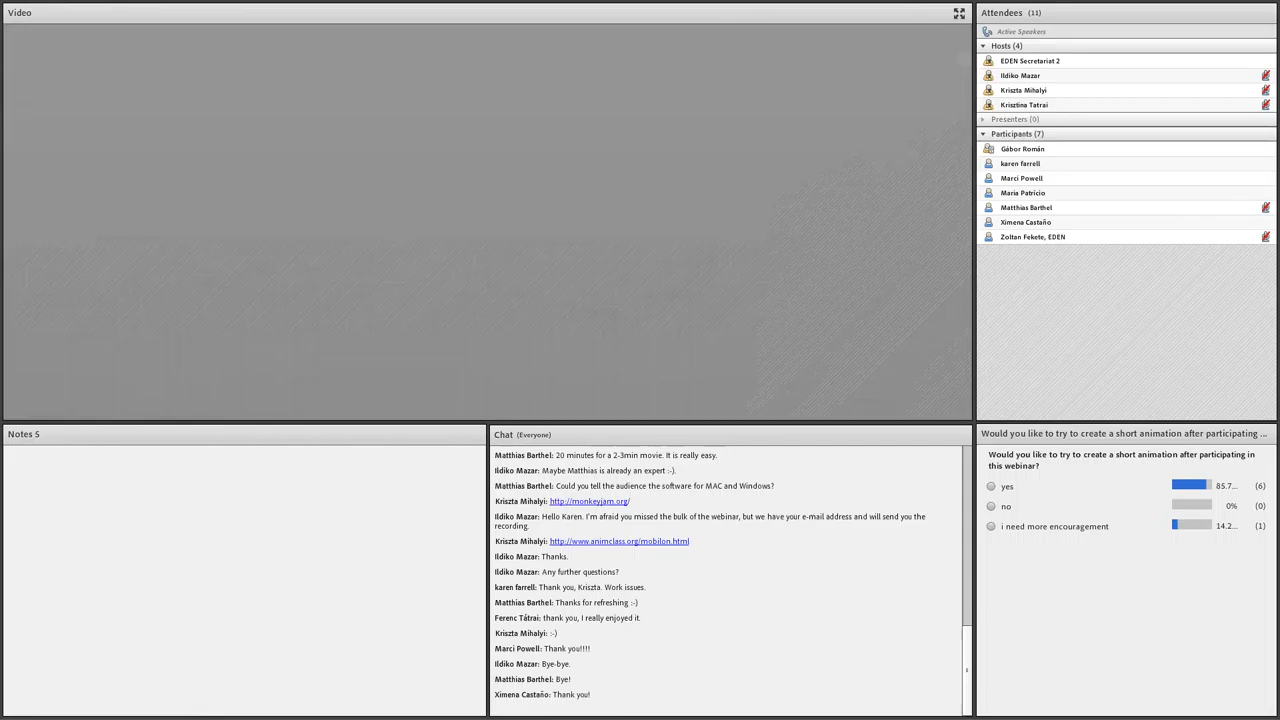 Video
Attendees (11)
Active Speakers
Hosts (4)
EDEN Secretariat 2
Ildiko Mazar
Kriszta Mihalyi
Krisztina Tatrai
Presenters (0)
Participants (7)
Gábor Román
karen farrell
Marci Powell
Maria Patrício
Matthias Barthel
Ximena Castaño
Zoltan Fekete, EDEN
Notes 5
Chat (Everyone)
Matthias Barthel: 20 minutes for a 2-3min movie. It is really easy.
Ildiko Mazar: Maybe Matthias is already an expert :-).
Matthias Barthel: Could you tell the audience the software for MAC and Windows?
Kriszta Mihalyi: http://monkeyjam.org/
Ildiko Mazar: Hello Karen. I'm afraid you missed the bulk of the webinar, but we have your e-mail address and will send you the
recording.
Kriszta Mihalyi: http://www.animclass.org/mobilon.html
Ildiko Mazar: Thanks.
Ildiko Mazar: Any further questions?
karen farrell: Thank you, Kriszta. Work issues.
Matthias Barthel: Thanks for refreshing :-)
Ferenc Tátrai: thank you, I really enjoyed it.
Kriszta Mihalyi: :-)
Marci Powell: Thank you!!!!
Ildiko Mazar: Bye-bye.
Matthias Barthel: Bye!
Ximena Castaño: Thank you!
Would you like to try to create a short animation after participating ...
Would you like to try to create a short animation after participating in
this webinar?
yes 85.7... (6)
no 0% (0)
i need more encouragement 14.2... (1)